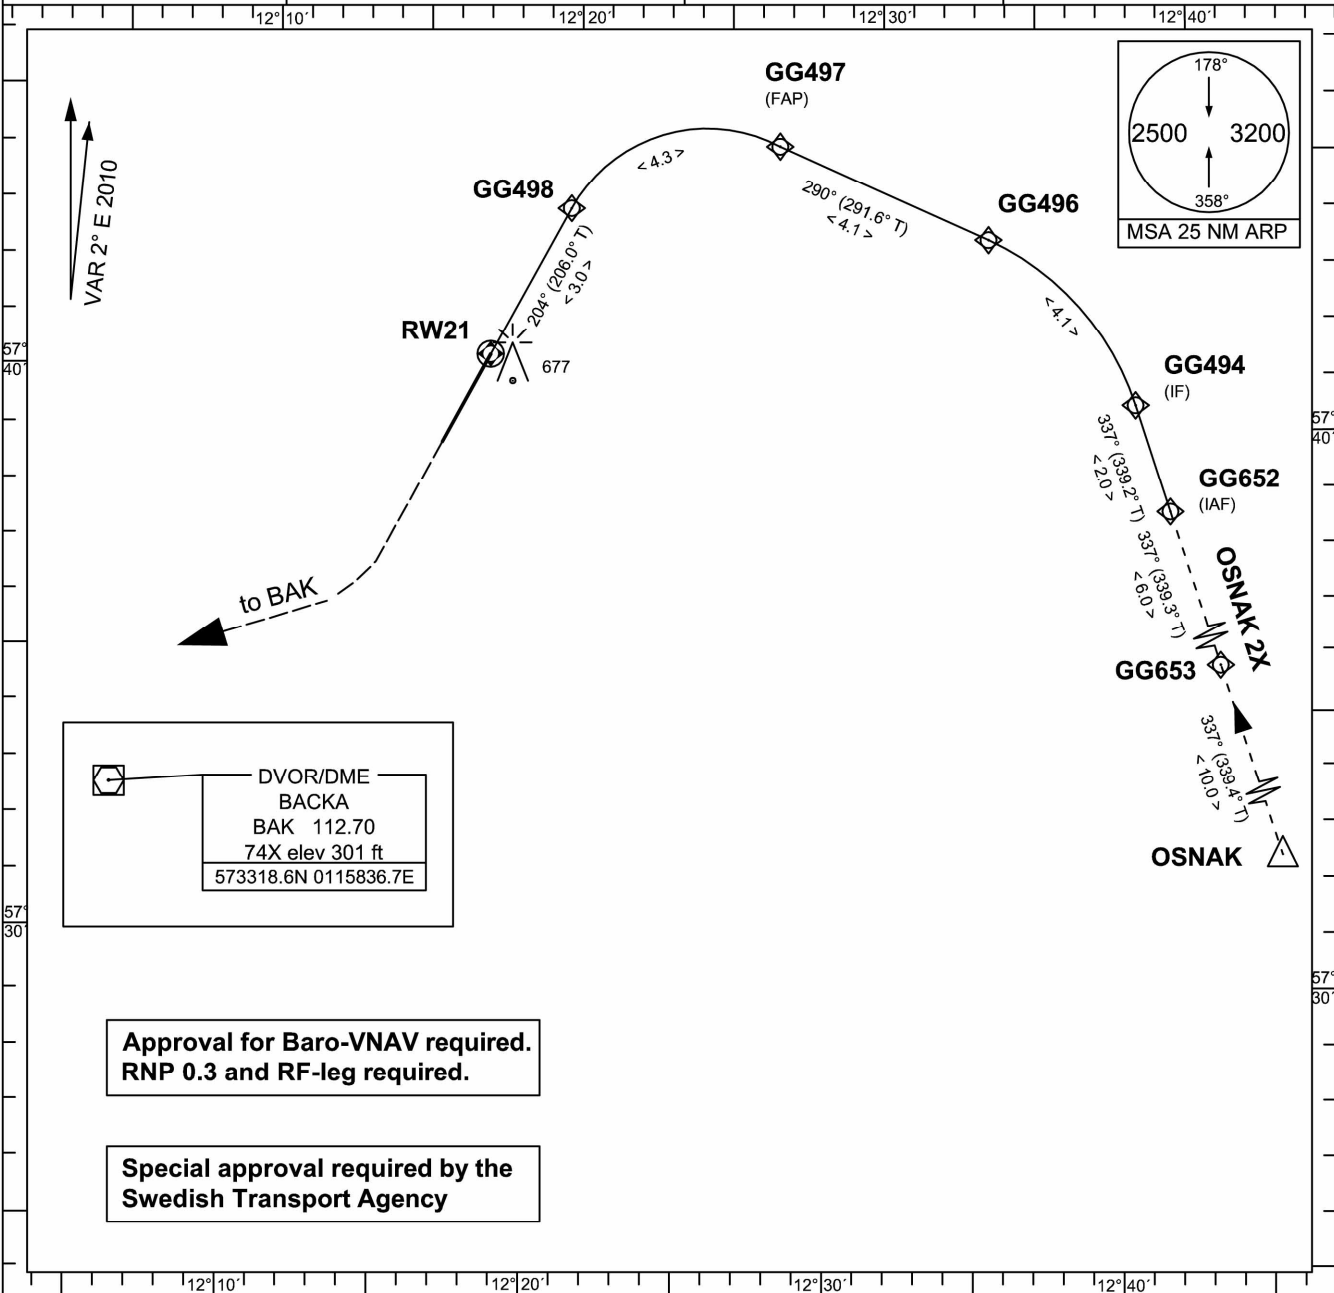 12°10´
12°20´
12°30´
12°40´
GG497
(FAP)
178°
2500
3200
358°
MSA 25 NM ARP
VAR 2° E 2010
GG498
< 4.3 >
290° (291.6° T)
< 4.1 >
GG496
204° (206.0° T)
< 3.0 >
RW21
677
57°
40´
< 4.1 >
GG494
(IF)
57°
40´
337° (339.2° T)
< 2.0 >
GG652
(IAF)
337° (339.3° T)
< 6.0 >
OSNAK 2X
to BAK
GG653
337° (339.4° T)
< 10.0 >
OSNAK
DVOR/DME
BACKA
BAK 112.70
74X elev 301 ft
573318.6N 0115836.7E
57°
30´
57°
30´
Approval for Baro-VNAV required.
RNP 0.3 and RF-leg required.
Special approval required by the
Swedish Transport Agency
12°10´
12°20´
12°30´
12°40´